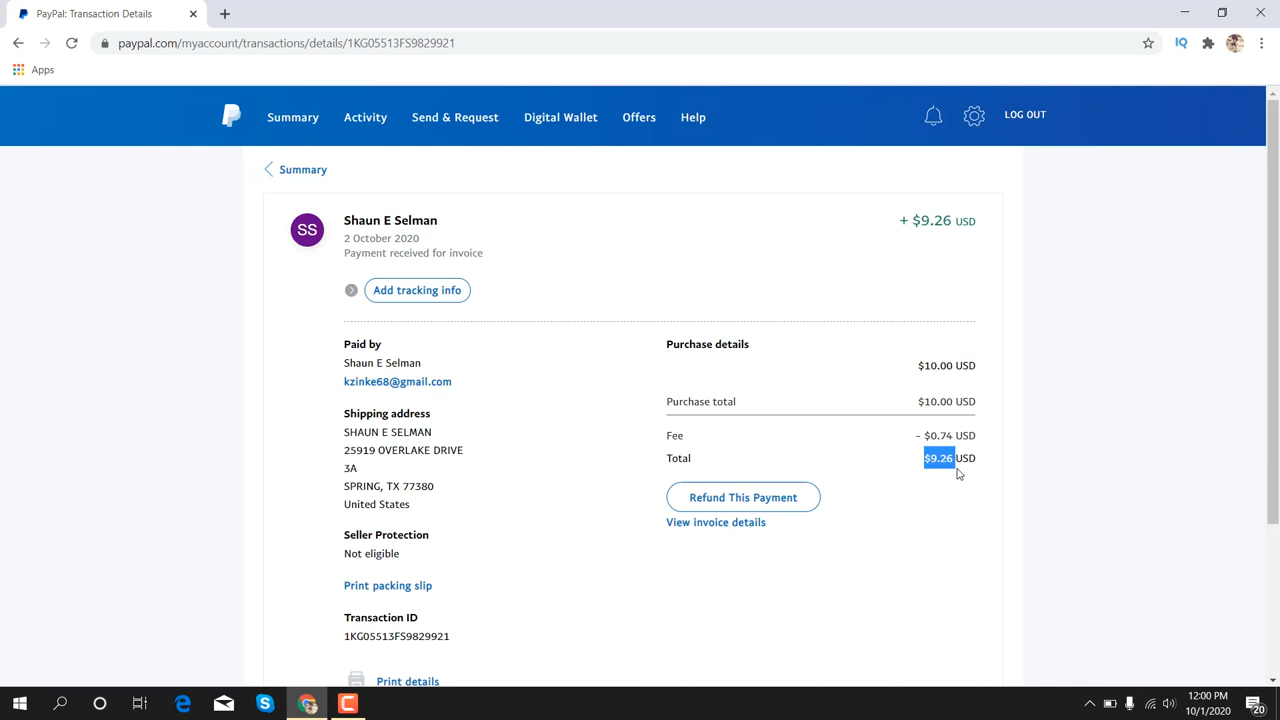 PayPal: Transaction Details
paypal.com/myaccount/transactions/details/1KG05513FS9829921
IQ
Apps
Summary Activity Send & Request Digital Wallet Offers Help LOG OUT
Summary
SS
Shaun E Selman
+ $9.26 USD
2 October 2020
Payment received for invoice
Add tracking info
Paid by
Shaun E Selman
kzinke68@gmail.com
Shipping address
SHAUN E SELMAN
25919 OVERLAKE DRIVE
3A
SPRING, TX 77380
United States
Seller Protection
Not eligible
Print packing slip
Transaction ID
1KG05513FS9829921
Print details
Purchase details
$10.00 USD
Purchase total $10.00 USD
Fee - $0.74 USD
Total $9.26 USD
Refund This Payment
View invoice details
12:00 PM
10/1/2020
20